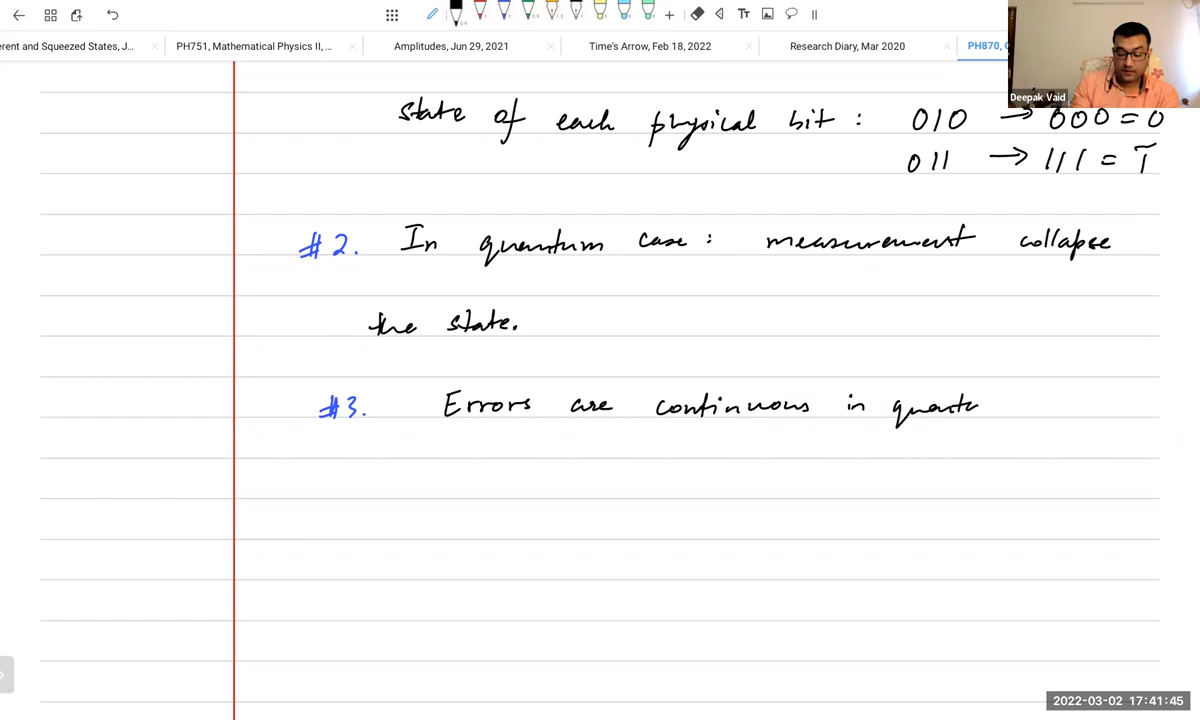 erent and Squeezed States, J... PH751, Mathematical Physics II, ... Amplitudes, Jun 29, 2021 Time's Arrow, Feb 18, 2022 Research Diary, Mar 2020 PH870, 
Deepak Vaid
state of each physical bit : 010 → 000 = 0
011 → 111 = 1
#2. In quantum case : measurement collapse
the state.
#3. Errors are continuous in quant
2022-03-02 17:41:45